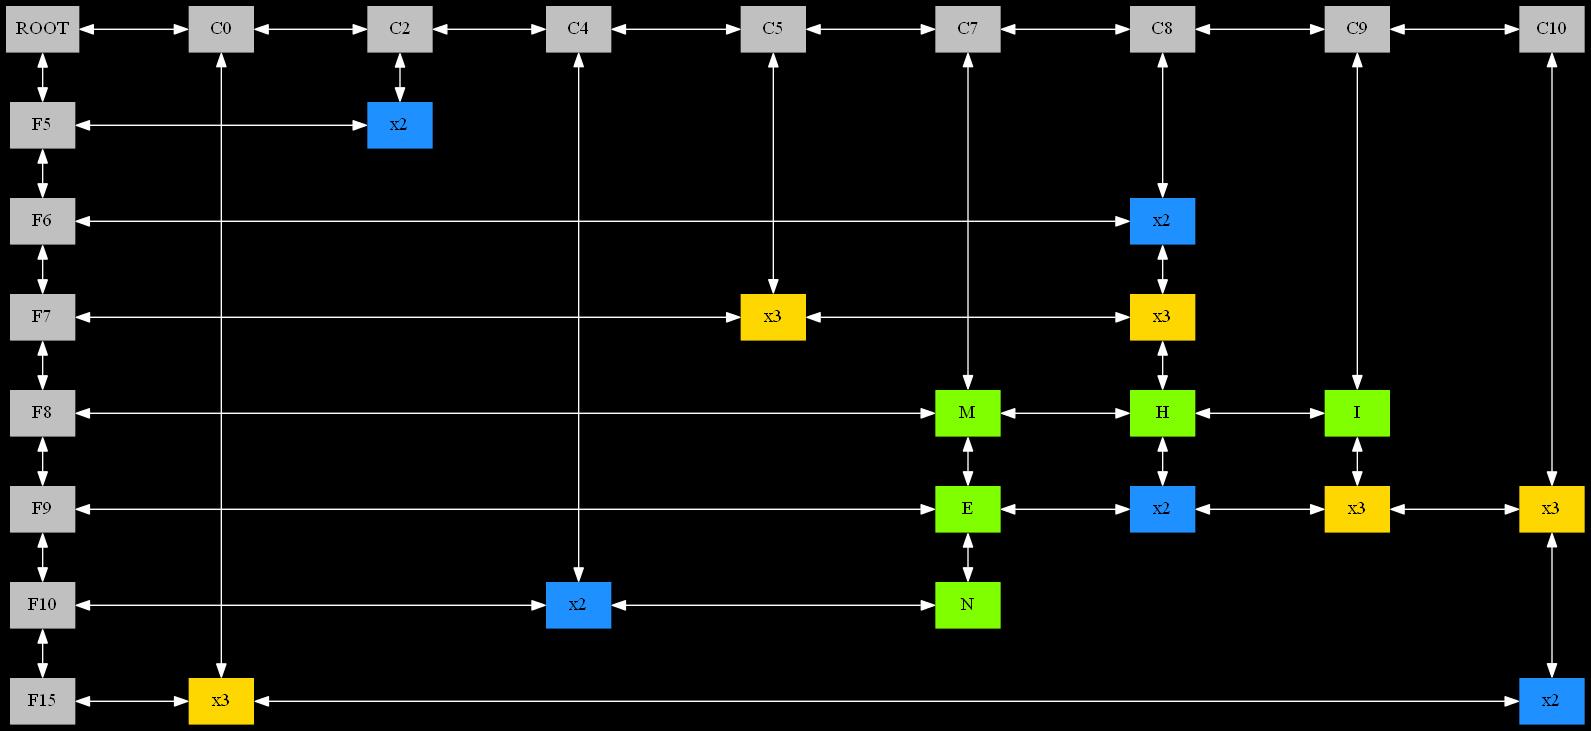 ROOT C0 C2 C4 C5 C7 C8 C9 C10
F5 x2
F6 x2
F7 x3 x3
F8 M H I
F9 E x2 x3 x3
F10 x2 N
F15 x3 x2